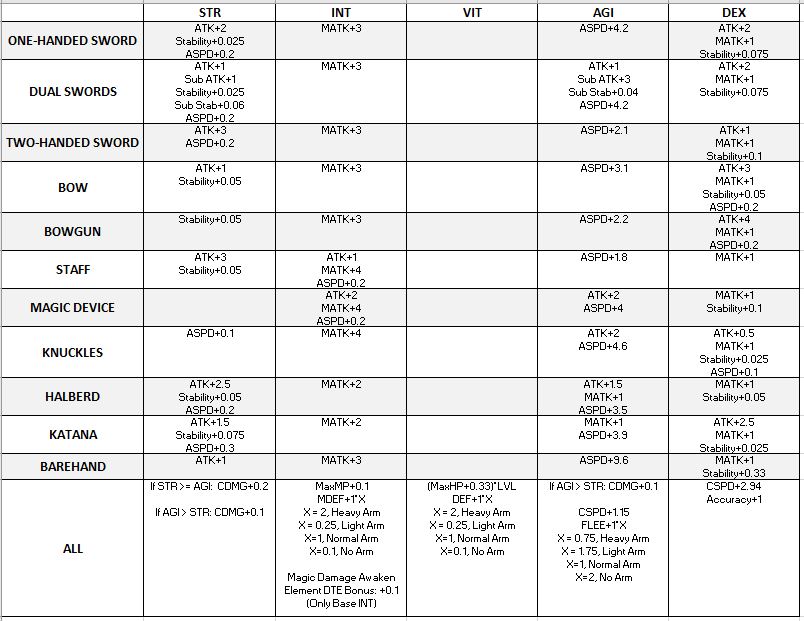 STR INT VIT AGI DEX
ONE-HANDED SWORD
ATK+2
Stability+0.025
ASPD+0.2
MATK+3
ASPD+4.2
ATK+2
MATK+1
Stability+0.075
DUAL SWORDS
ATK+1
Sub ATK+1
Stability+0.025
Sub Stab+0.06
ASPD+0.2
MATK+3
ATK+1
Sub ATK+3
Sub Stab+0.04
ASPD+4.2
ATK+2
MATK+1
Stability+0.075
TWO-HANDED SWORD
ATK+3
ASPD+0.2
MATK+3
ASPD+2.1
ATK+1
MATK+1
Stability+0.1
BOW
ATK+1
Stability+0.05
MATK+3
ASPD+3.1
ATK+3
MATK+1
Stability+0.05
ASPD+0.2
BOWGUN
Stability+0.05
MATK+3
ASPD+2.2
ATK+4
MATK+1
ASPD+0.2
STAFF
ATK+3
Stability+0.05
ATK+1
MATK+4
ASPD+0.2
ASPD+1.8
MATK+1
MAGIC DEVICE
ATK+2
MATK+4
ASPD+0.2
ATK+2
ASPD+4
MATK+1
Stability+0.1
KNUCKLES
ASPD+0.1
MATK+4
ATK+2
ASPD+4.6
ATK+0.5
MATK+1
Stability+0.025
ASPD+0.1
HALBERD
ATK+2.5
Stability+0.05
ASPD+0.2
MATK+2
ATK+1.5
MATK+1
ASPD+3.5
MATK+1
Stability+0.05
KATANA
ATK+1.5
Stability+0.075
ASPD+0.3
MATK+2
MATK+1
ASPD+3.9
ATK+2.5
MATK+1
Stability+0.025
BAREHAND
ATK+1
MATK+3
ASPD+9.6
MATK+1
Stability+0.33
ALL
If STR >= AGI: CDMG+0.2
If AGI > STR: CDMG+0.1
MaxMP+0.1
MDEF+1*X
X = 2, Heavy Arm
X = 0.25, Light Arm
X=1, Normal Arm
X=0.1, No Arm
Magic Damage Awaken
Element DTE Bonus: +0.1
(Only Base INT)
(MaxHP+0.33)*LVL
DEF+1*X
X = 2, Heavy Arm
X = 0.25, Light Arm
X=1, Normal Arm
X=0.1, No Arm
If AGI > STR: CDMG+0.1
CSPD+1.15
FLEE+1*X
X = 0.75, Heavy Arm
X = 1.75, Light Arm
X=1, Normal Arm
X=2, No Arm
CSPD+2.94
Accuracy+1